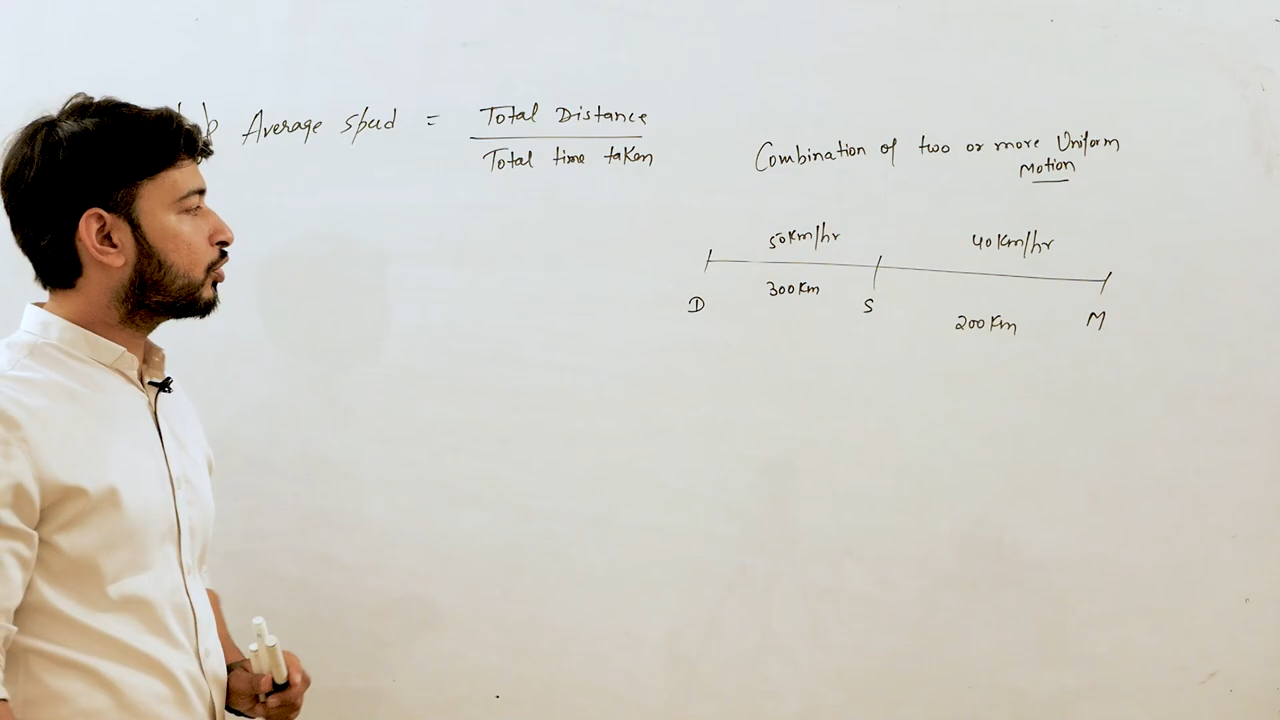 Average speed = Total Distance
Total time taken
Combination of two or more Uniform
Motion
50km/hr
40km/hr
D
300km
S
200km
M